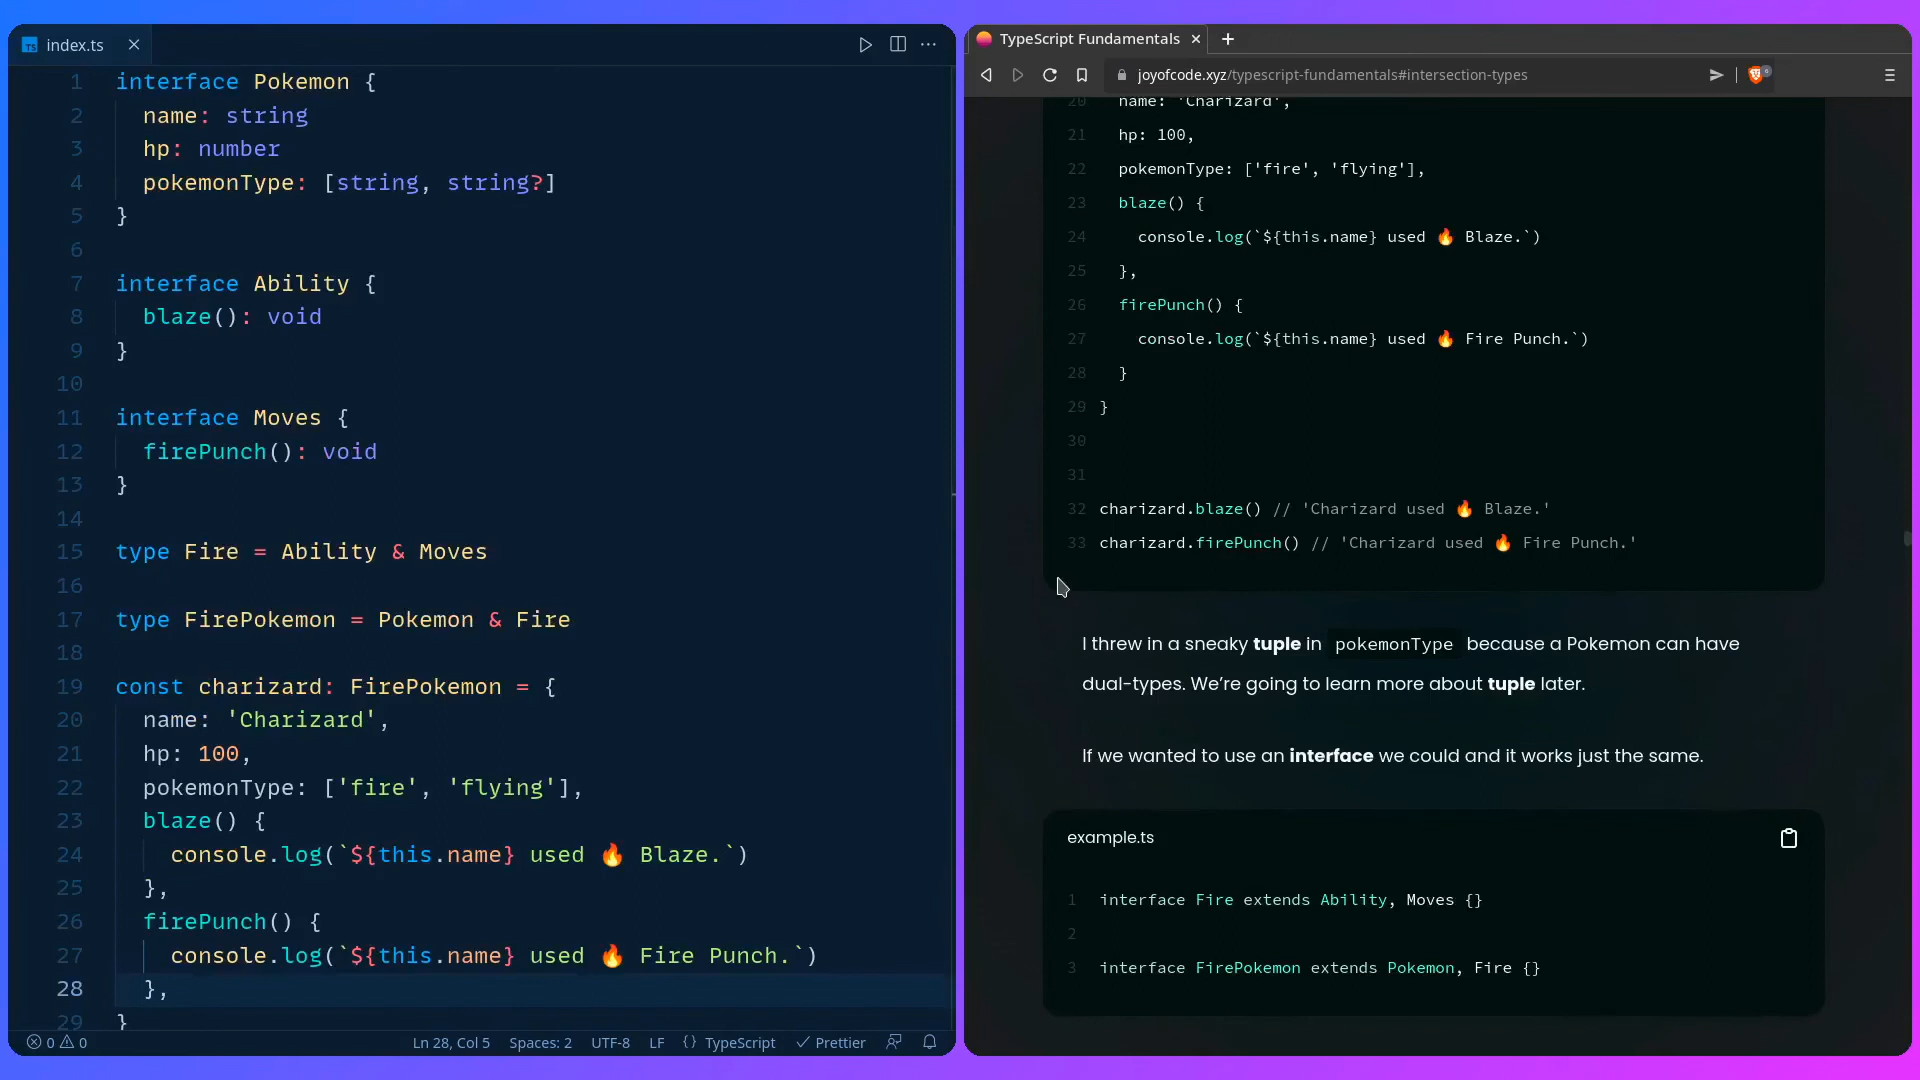 index.ts
1 interface Pokemon {
2 name: string
3 hp: number
4 pokemonType: [string, string?]
5 }
6
7 interface Ability {
8 blaze(): void
9 }
10
11 interface Moves {
12 firePunch(): void
13 }
14
15 type Fire = Ability & Moves
16
17 type FirePokemon = Pokemon & Fire
18
19 const charizard: FirePokemon = {
20 name: 'Charizard',
21 hp: 100,
22 pokemonType: ['fire', 'flying'],
23 blaze() {
24 console.log(`${this.name} used 🔥 Blaze.`)
25 },
26 firePunch() {
27 console.log(`${this.name} used 🔥 Fire Punch.`)
28 },
29 }
0 0 Ln 28, Col 5 Spaces: 2 UTF-8 LF {} TypeScript Prettier
TypeScript Fundamentals
joyofcode.xyz/typescript-fundamentals#intersection-types
20 name: 'Charizard',
21 hp: 100,
22 pokemonType: ['fire', 'flying'],
23 blaze() {
24 console.log(`${this.name} used 🔥 Blaze.`)
25 },
26 firePunch() {
27 console.log(`${this.name} used 🔥 Fire Punch.`)
28 }
29 }
30
31
32 charizard.blaze() // 'Charizard used 🔥 Blaze.'
33 charizard.firePunch() // 'Charizard used 🔥 Fire Punch.'
I threw in a sneaky tuple in pokemonType because a Pokemon can have
dual-types. We’re going to learn more about tuple later.
If we wanted to use an interface we could and it works just the same.
example.ts
1 interface Fire extends Ability, Moves {}
2
3 interface FirePokemon extends Pokemon, Fire {}